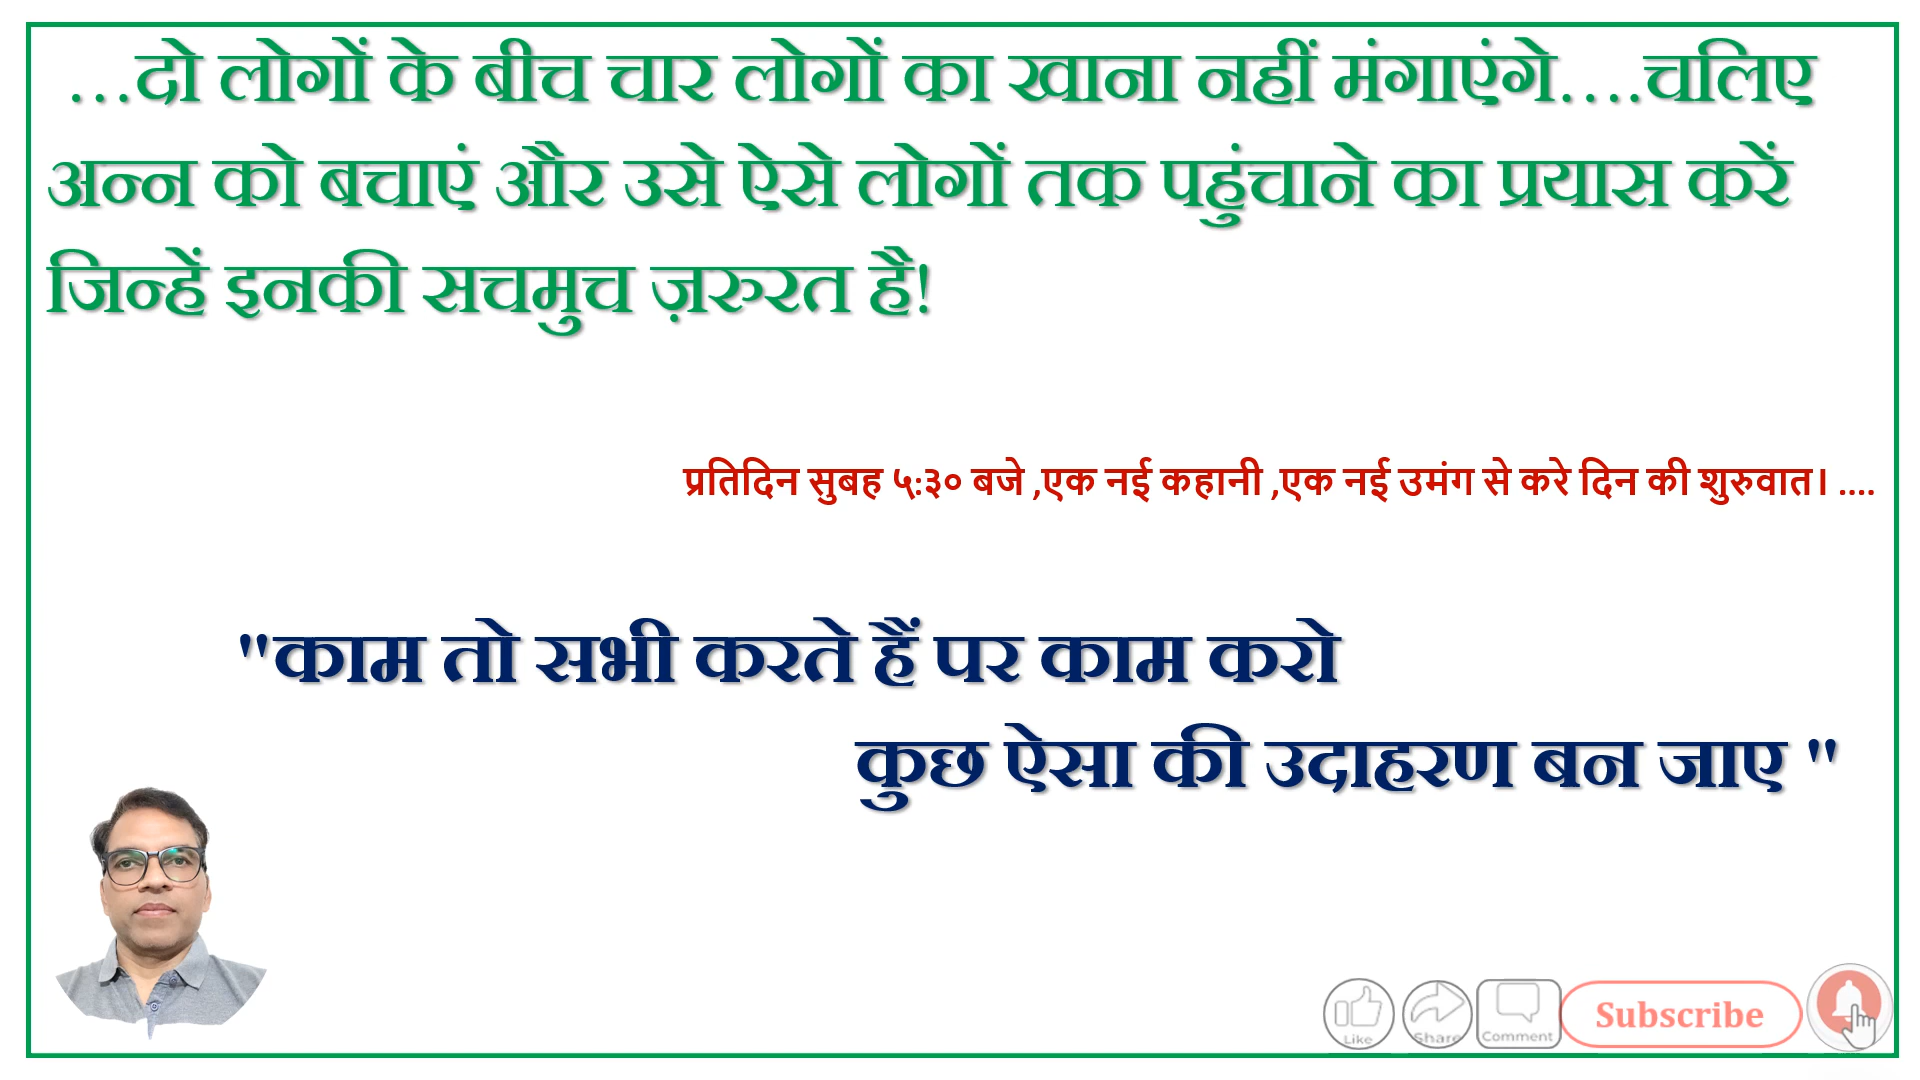 ...दो लोगों के बीच चार लोगों का खाना नहीं मंगाएंगे....चलिए
अन्न को बचाएं और उसे ऐसे लोगों तक पहुंचाने का प्रयास करें
जिन्हें इनकी सचमुच ज़रुरत है!
प्रतिदिन सुबह ५:३० बजे ,एक नई कहानी ,एक नई उमंग से करे दिन की शुरुवात। ....
"काम तो सभी करते हैं पर काम करो
कुछ ऐसा की उदाहरण बन जाए "
Like Share Comment Subscribe